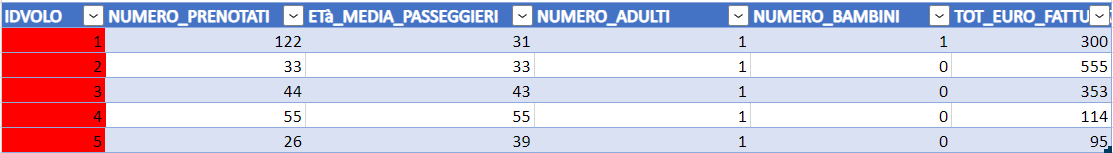 IDVOLO NUMERO_PRENOTATI ETà_MEDIA_PASSEGGIERI NUMERO_ADULTI NUMERO_BAMBINI
1 122 31 1 1 300
2 33 33 1 0 555
3 44 43 1 0 353
4 55 55 1 0 114
5 26 39 1 0 95